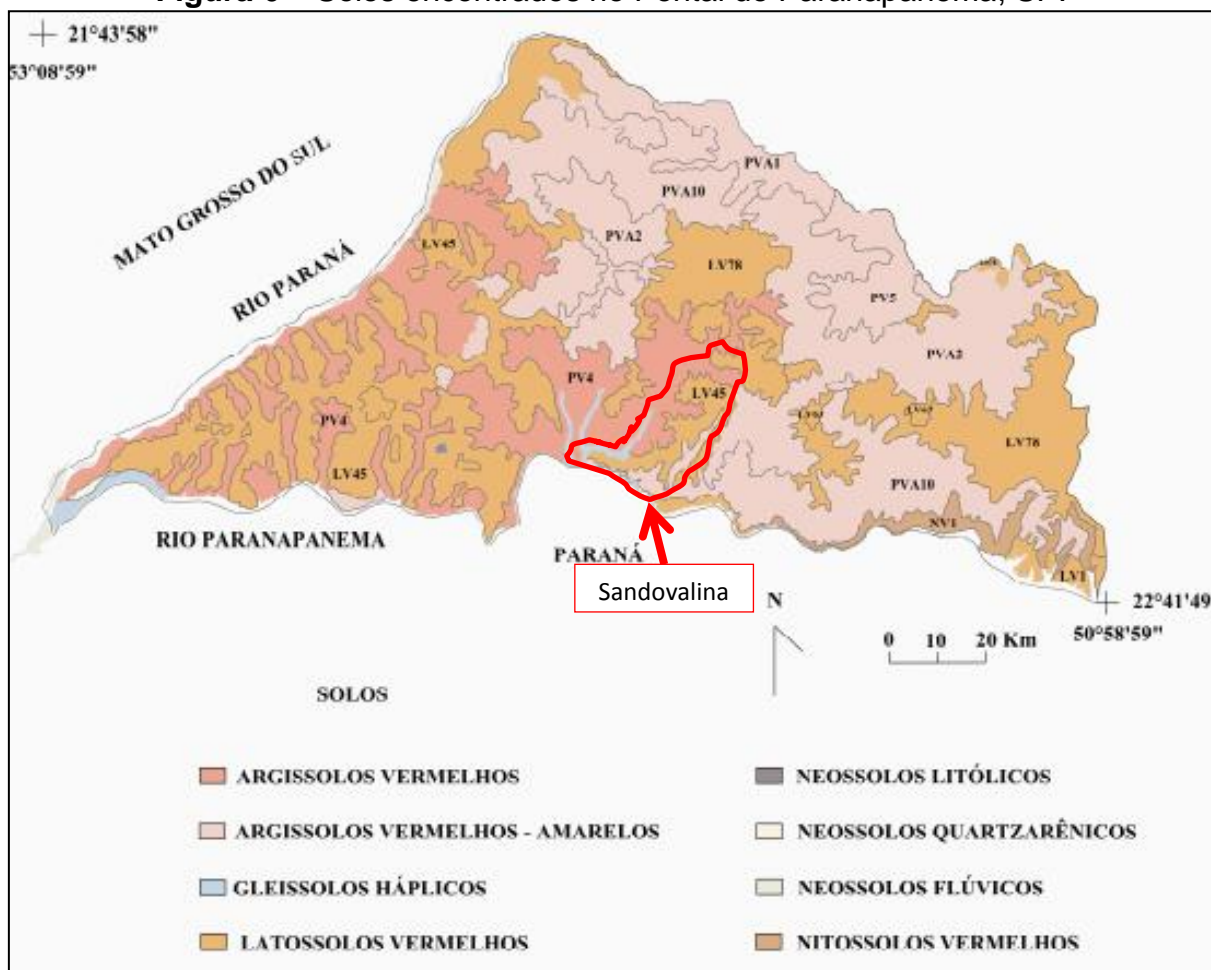 21°43'58"
53°08'59"
MATO GROSSO DO SUL
RIO PARANÁ
PVA1
PVA10
PVA2
LV45
LV78
PV5
PVA2
PV4
LV45
LV78
PV4
LV45
PVA10
NV1
LV1
RIO PARANAPANEMA
PARANÁ
Sandovalina
N
22°41'49
50°58'59"
0 10 20 Km
SOLOS
ARGISSOLOS VERMELHOS
ARGISSOLOS VERMELHOS - AMARELOS
GLEISSOLOS HÁPLICOS
LATOSSOLOS VERMELHOS
NEOSSOLOS LITÓLICOS
NEOSSOLOS QUARTZARÊNICOS
NEOSSOLOS FLÚVICOS
NITOSSOLOS VERMELHOS